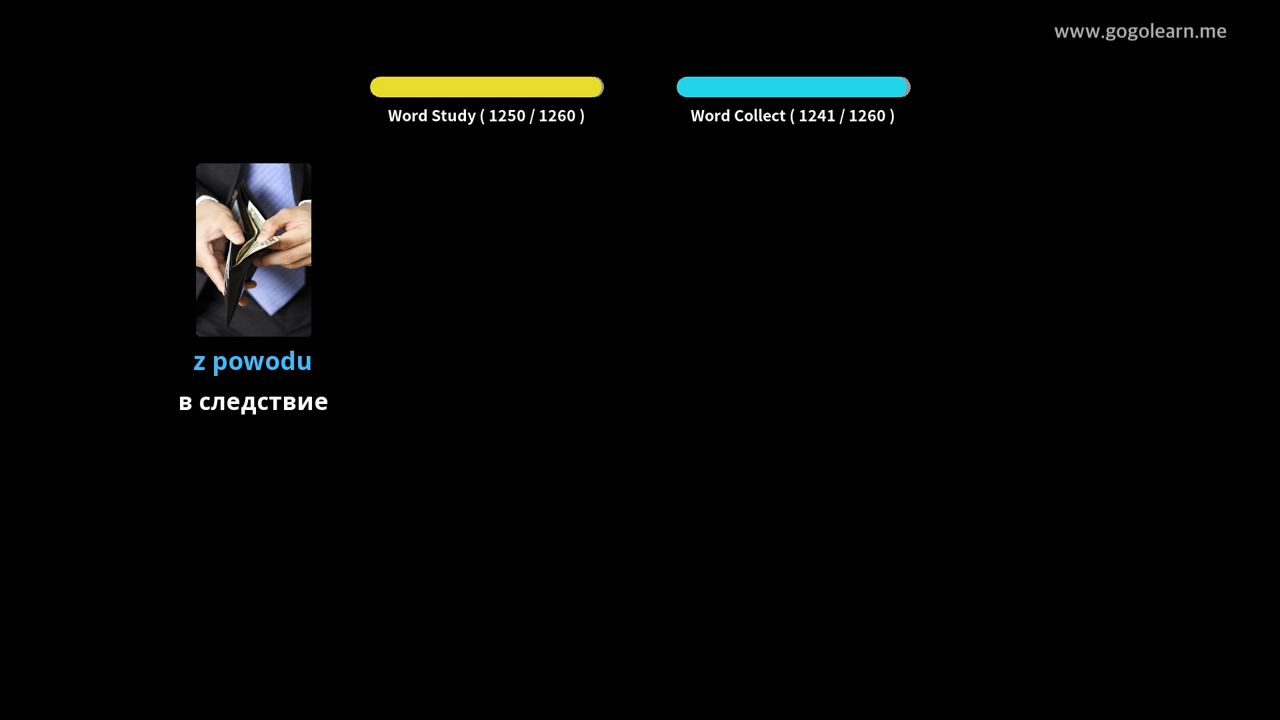 www.gogolearn.me
Word Study ( 1250 / 1260 )
Word Collect ( 1241 / 1260 )
z powodu
в следствие